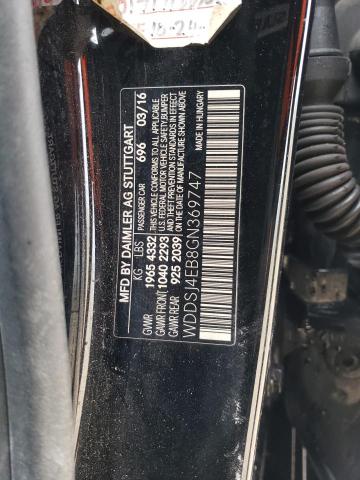 MFD BY DAIMLER AG STUTTGART
KG LBS PASSENGER CAR 696 03/16
GVWR 1965 4332 THIS VEHICLE CONFORMS TO ALL APPLICABLE
GAWR FRONT 1040 2293 FEDERAL MOTOR VEHICLE SAFETY BUMPER
GAWR REAR 925 2039 AND THEFT PREVENTION STANDARDS IN EFFECT
ON THE DATE OF MANUFACTURE SHOWN ABOVE
WDDSJ4EB8GN369747 MADE IN HUNGARY